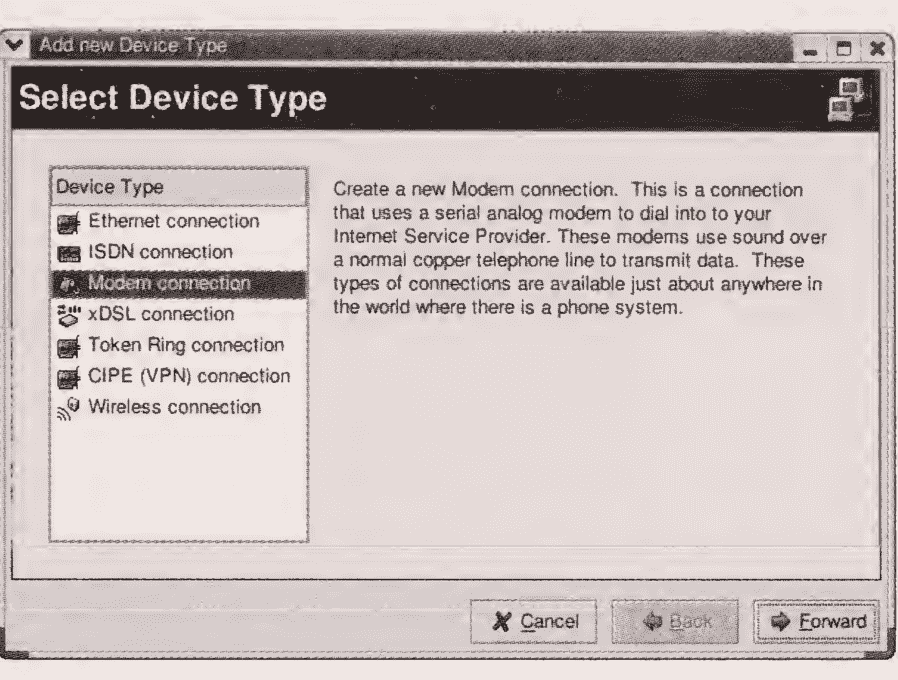 Add new Device Type
Select Device Type
Device Type
Ethernet connection
ISDN connection
Modem connection
xDSL connection
Token Ring connection
CIPE (VPN) connection
Wireless connection
Create a new Modem connection. This is a connection
that uses a serial analog modem to dial into to your
Internet Service Provider. These modems use sound over
a normal copper telephone line to transmit data. These
types of connections are available just about anywhere in
the world where there is a phone system.
Cancel
Back
Forward